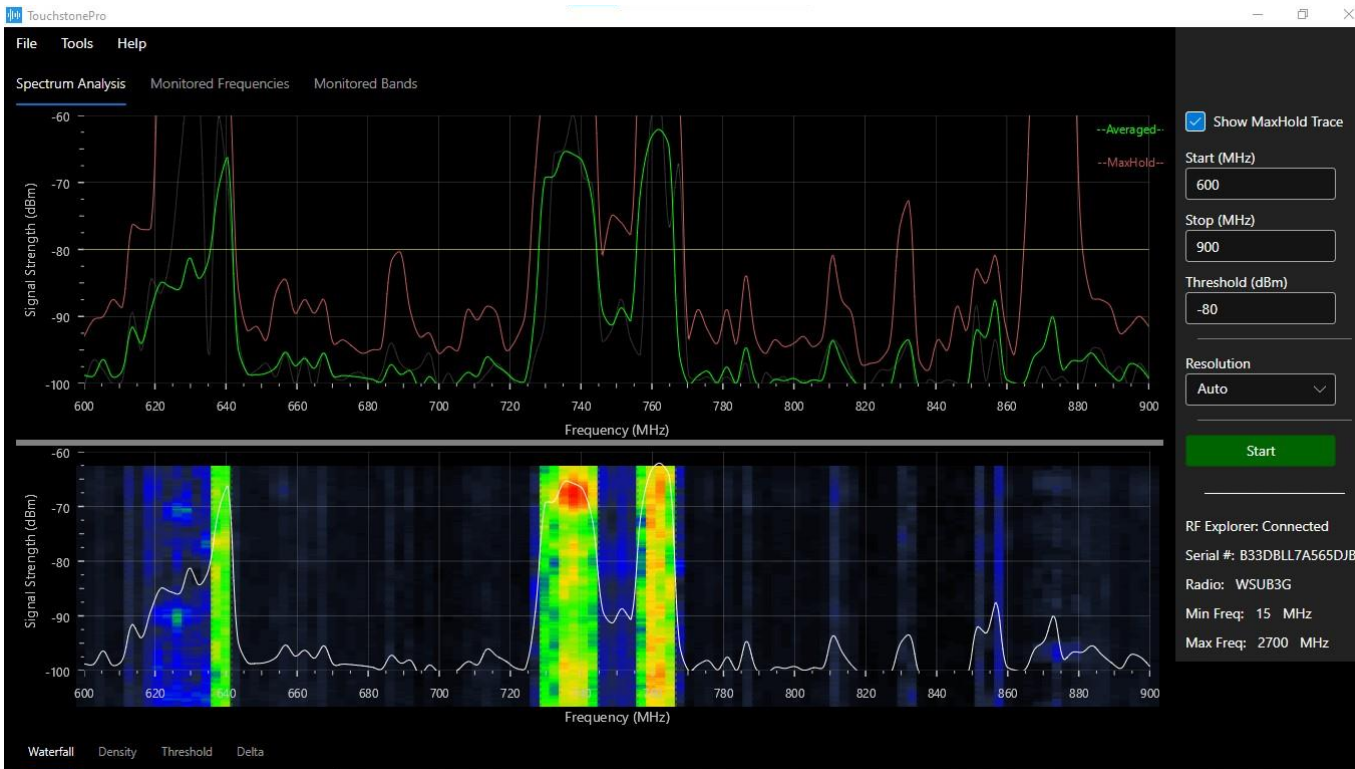 TouchstonePro
File Tools Help
Spectrum Analysis Monitored Frequencies Monitored Bands
-60
-70
-80
-90
-100
Signal Strength (dBm)
--Averaged--
--MaxHold--
600 620 640 660 680 700 720 740 760 780 800 820 840 860 880 900
Frequency (MHz)
-60
-70
-80
-90
-100
Signal Strength (dBm)
600 620 640 660 680 700 720 760 780 800 820 840 860 880 900
Frequency (MHz)
Waterfall Density Threshold Delta
Show MaxHold Trace
Start (MHz)
600
Stop (MHz)
900
Threshold (dBm)
-80
Resolution
Auto
Start
RF Explorer: Connected
Serial #: B33DBLL7A565DJB
Radio: WSUB3G
Min Freq: 15 MHz
Max Freq: 2700 MHz